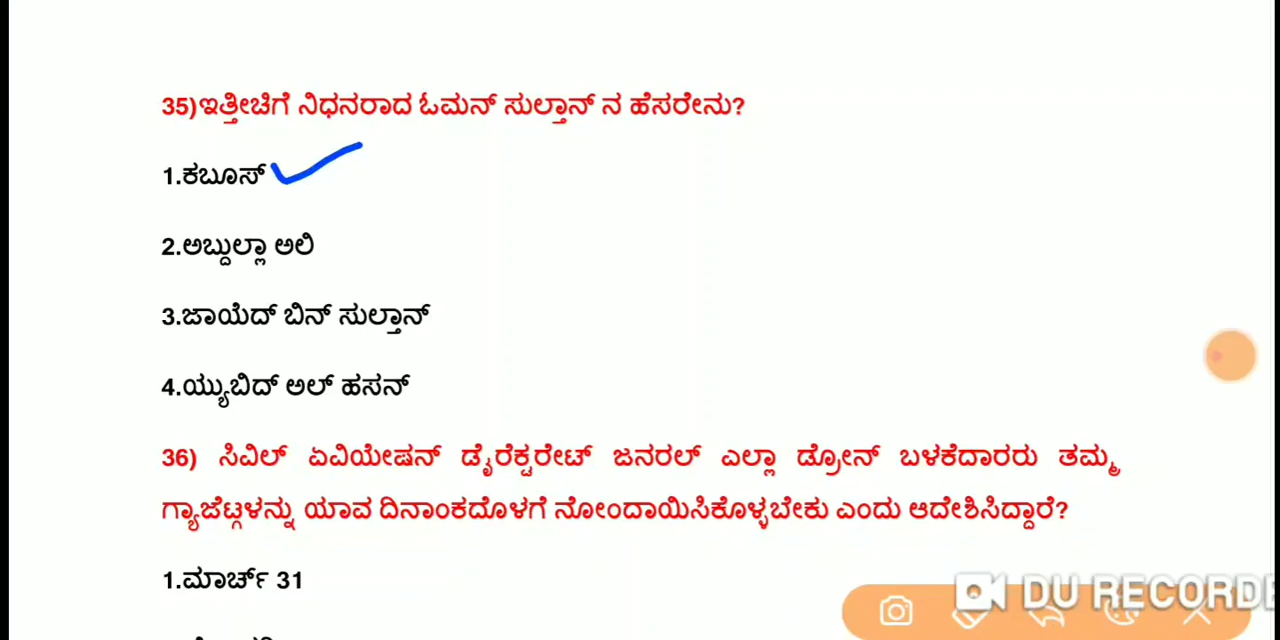 35)ಇತ್ತೀಚಿಗೆ ನಿಧನರಾದ ಓಮನ್ ಸುಲ್ತಾನ್ ನ ಹೆಸರೇನು?
1.ಕಬೂಸ್
2.ಅಬ್ದುಲ್ಲಾ ಅಲಿ
3.ಜಾಯೆದ್ ಬಿನ್ ಸುಲ್ತಾನ್
4.ಯ್ಯುಬಿದ್ ಅಲ್ ಹಸನ್
36) ಸಿವಿಲ್ ಏವಿಯೇಷನ್ ಡೈರೆಕ್ಟರೇಟ್ ಜನರಲ್ ಎಲ್ಲಾ ಡ್ರೋನ್ ಬಳಕೆದಾರರು ತಮ್ಮ
ಗ್ಯಾಜೆಟ್ಗಳನ್ನು ಯಾವ ದಿನಾಂಕದೊಳಗೆ ನೋಂದಾಯಿಸಿಕೊಳ್ಳಬೇಕು ಎಂದು ಆದೇಶಿಸಿದ್ದಾರೆ?
1.ಮಾರ್ಚ್ 31
DU RECORDE